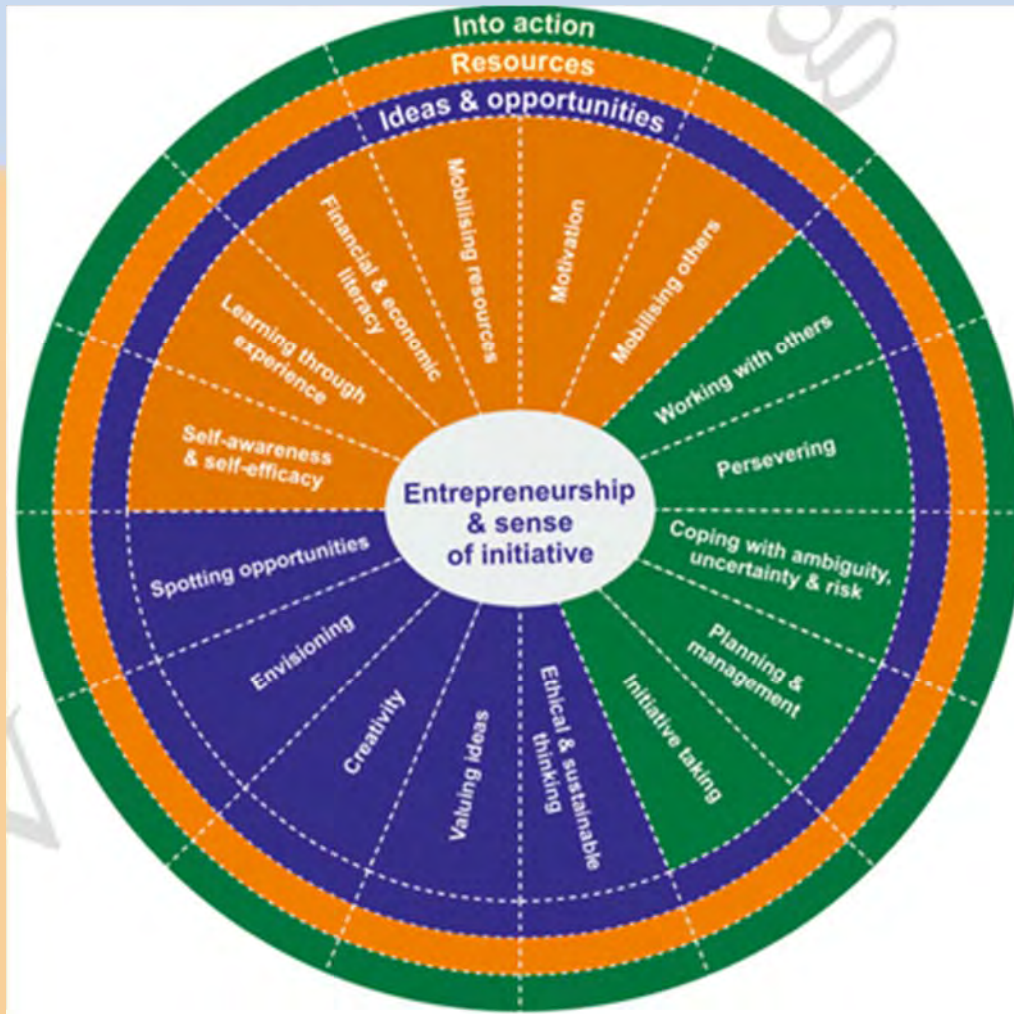 Into action
Resources
Ideas & opportunities
Mobilising resources
Motivation
Mobilising others
Financial & economic
literacy
Learning through
experience
Self-awareness
& self-efficacy
Working with others
Persevering
Coping with ambiguity,
uncertainty & risk
Planning &
management
Initiative taking
Ethical & sustainable
thinking
Valuing ideas
Creativity
Envisioning
Spotting opportunities
Entrepreneurship
& sense
of initiative